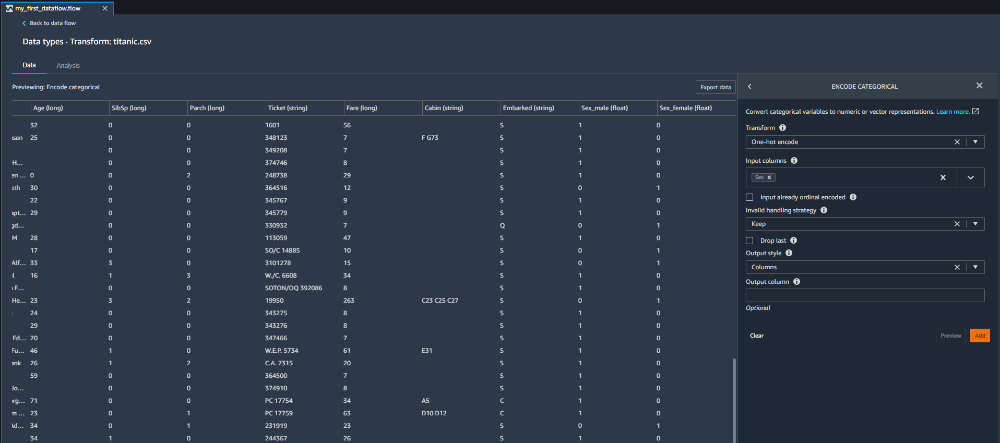 my_first_dataflow.flow
Back to data flow
Data types · Transform: titanic.csv
Data Analysis
Previewing: Encode categorical Export data
Age (long) SibSp (long) Parch (long) Ticket (string) Fare (long) Cabin (string) Embarked (string) Sex_male (float) Sex_female (float)
32 0 0 1601 56 S 1 0
25 0 0 348123 7 F G73 S 1 0
0 0 349208 7 S 1 0
H... 0 0 374746 8 S 1 0
en ... 0 0 2 248738 29 S 1 0
eth 30 0 0 364516 12 S 0 1
22 0 0 345767 9 S 1 0
apt... 29 0 0 345779 9 S 1 0
gd... 0 0 330932 7 Q 0 1
M 28 0 0 113059 47 S 1 0
17 0 0 SO/C 14885 10 S 0 1
Alf... 33 3 0 3101278 15 S 0 1
16 1 3 W./C. 6608 34 S 1 0
F... 0 0 SOTON/OQ 392086 8 S 1 0
He... 23 3 2 19950 263 C23 C25 C27 S 0 1
24 0 0 343275 8 S 1 0
29 0 0 343276 8 S 1 0
Ed... 20 0 0 347466 7 S 1 0
Fu... 46 1 0 W.E.P. 5734 61 E31 S 1 0
ank 26 1 2 C.A. 2315 20 S 1 0
59 0 0 364500 7 S 1 0
Jo... 0 0 374910 8 S 1 0
rg... 71 0 0 PC 17754 34 A5 C 1 0
m ... 23 0 1 PC 17759 63 D10 D12 C 1 0
Ad... 34 0 1 231919 23 S 0 1
34 1 0 244367 26 S 1 0
ENCODE CATEGORICAL
Convert categorical variables to numeric or vector representations. Learn more.
Transform
One-hot encode
Input columns
Sex
Input already ordinal encoded
Invalid handling strategy
Keep
Drop last
Output style
Columns
Output column
Optional
Clear Preview Add